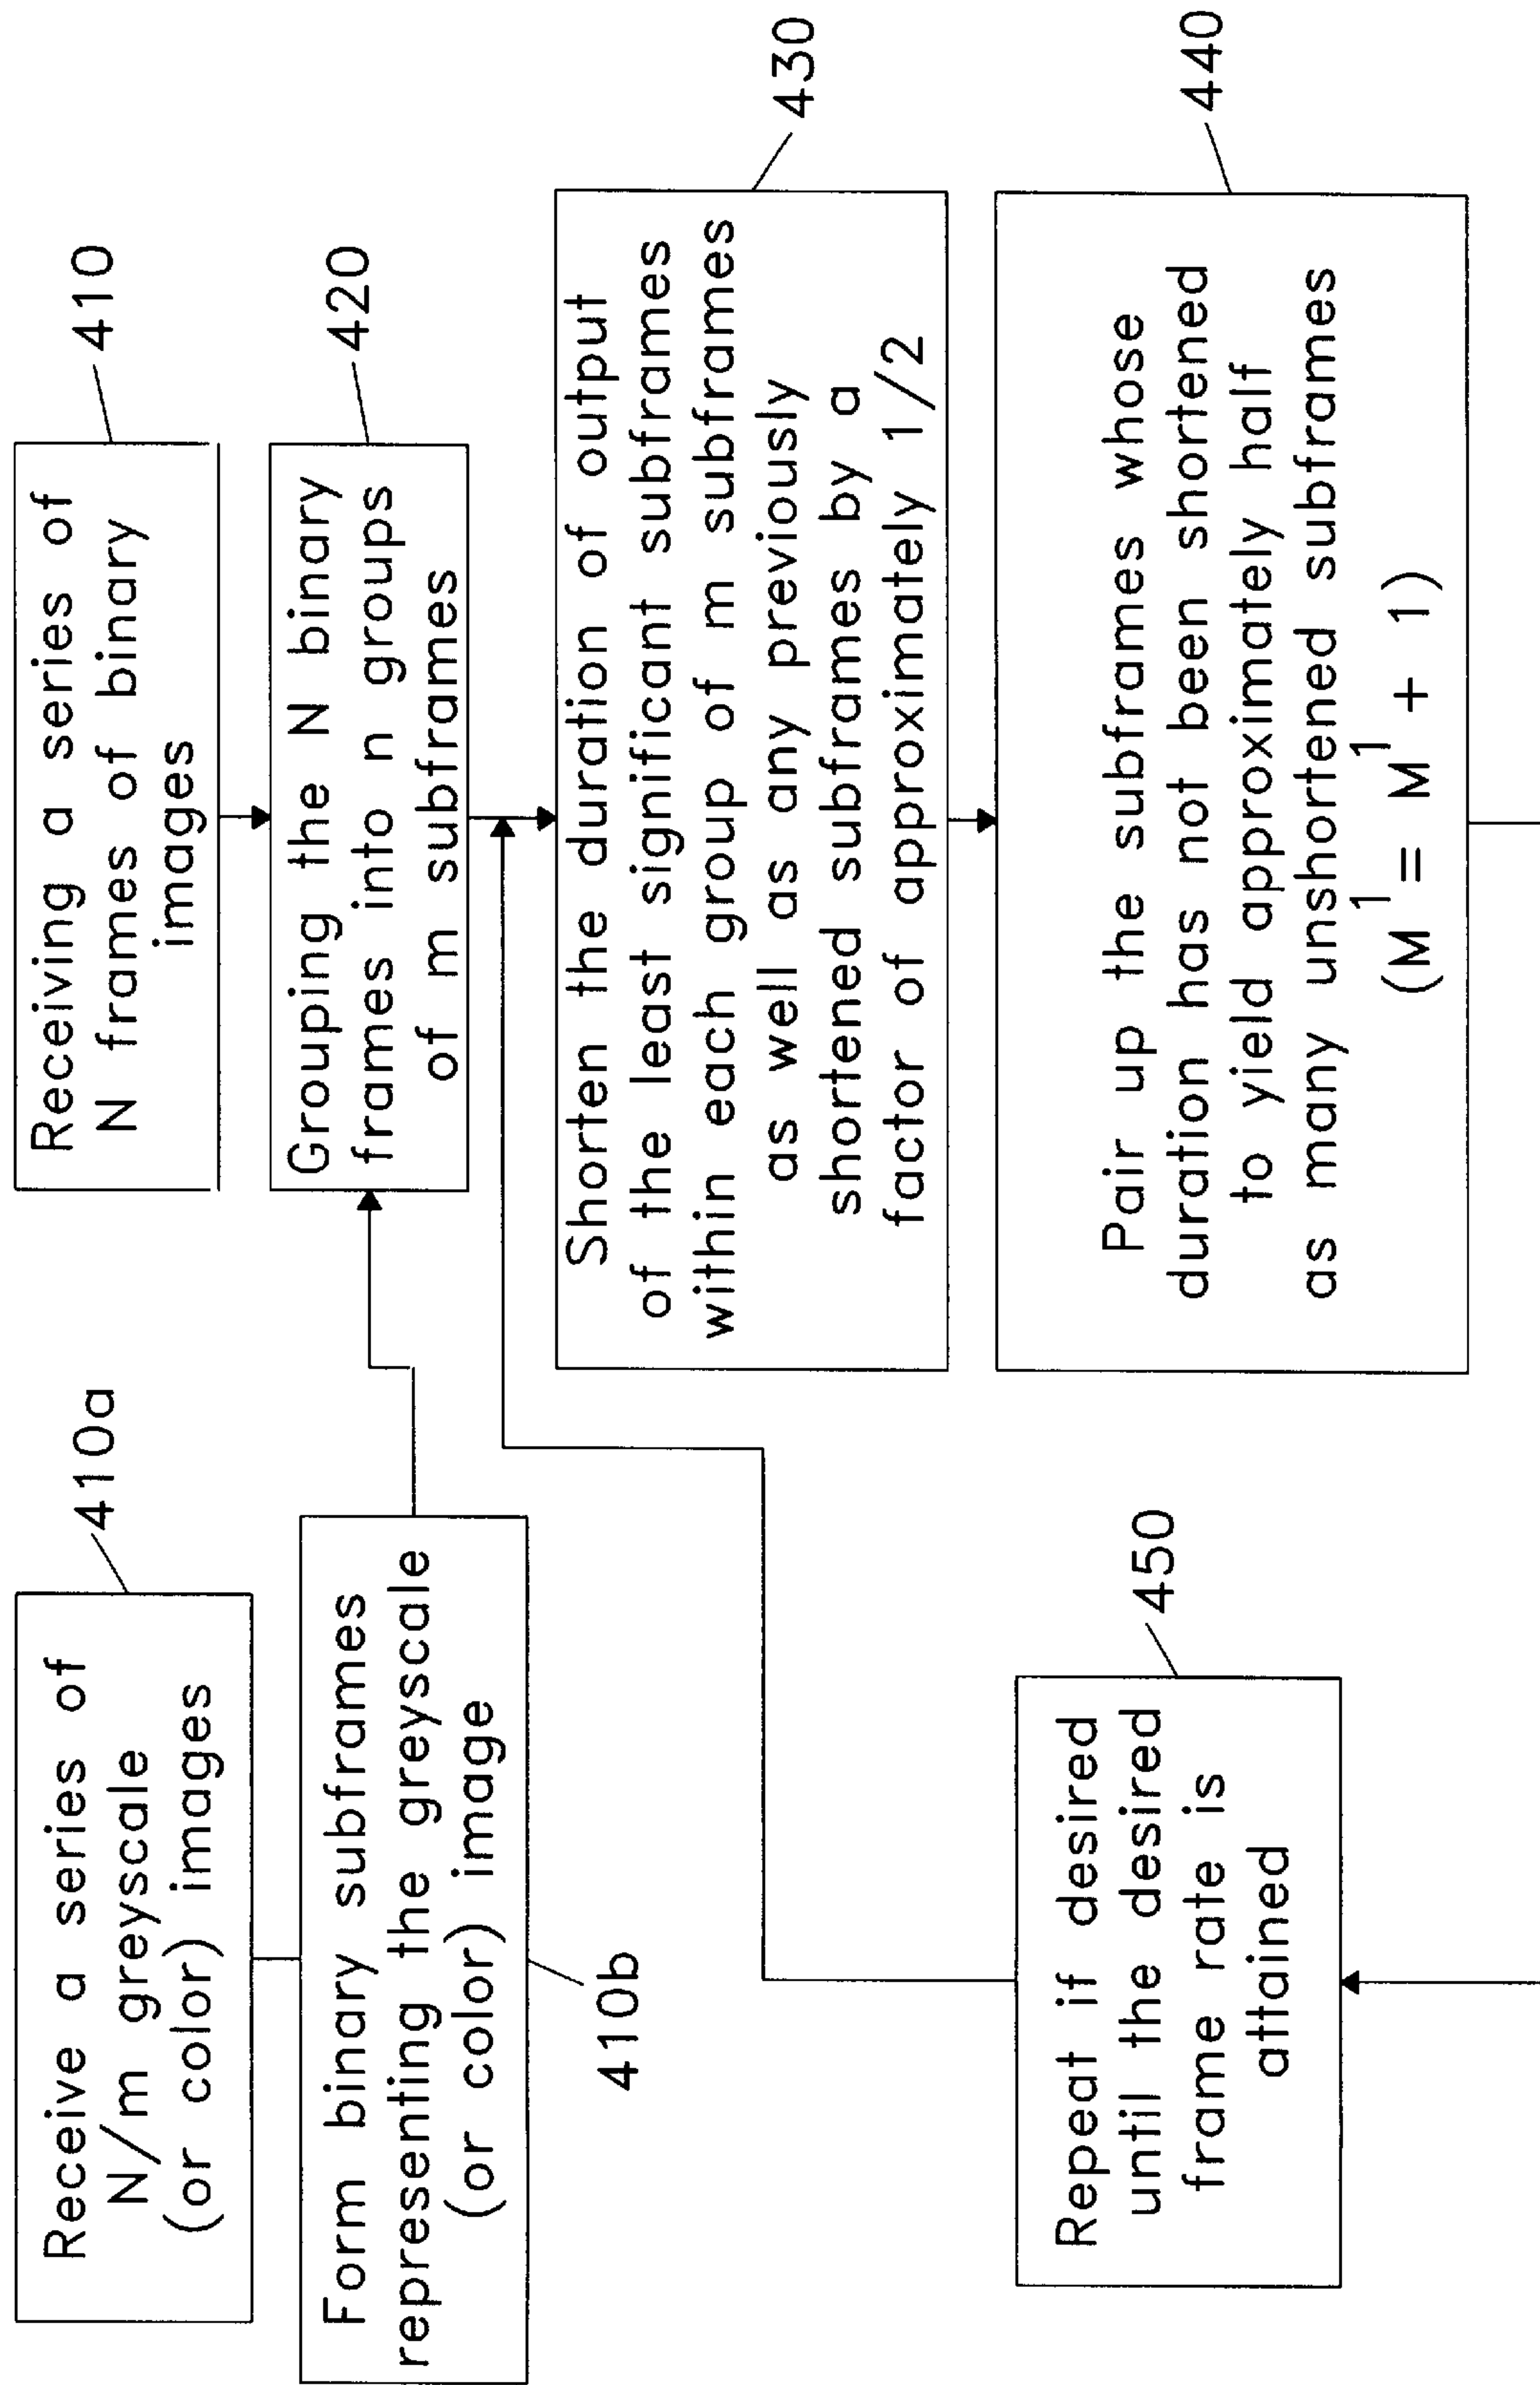 410a
Receive a series of
N/m greyscale
(or color) images
Form binary subframes
representing the greyscale
(or color) image
410b
410
Receiving a series of
N frames of binary
images
420
Grouping the N binary
frames into n groups
of m subframes
430
Shorten the duration of output
of the least significant subframes
within each group of m subframes
as well as any previously
shortened subframes by a
factor of approximately 1/2
440
Pair up the subframes whose
duration has not been shortened
to yield approximately half
as many unshortened subframes
(M¹ = M¹ + 1)
450
Repeat if desired
until the desired
frame rate is
attained